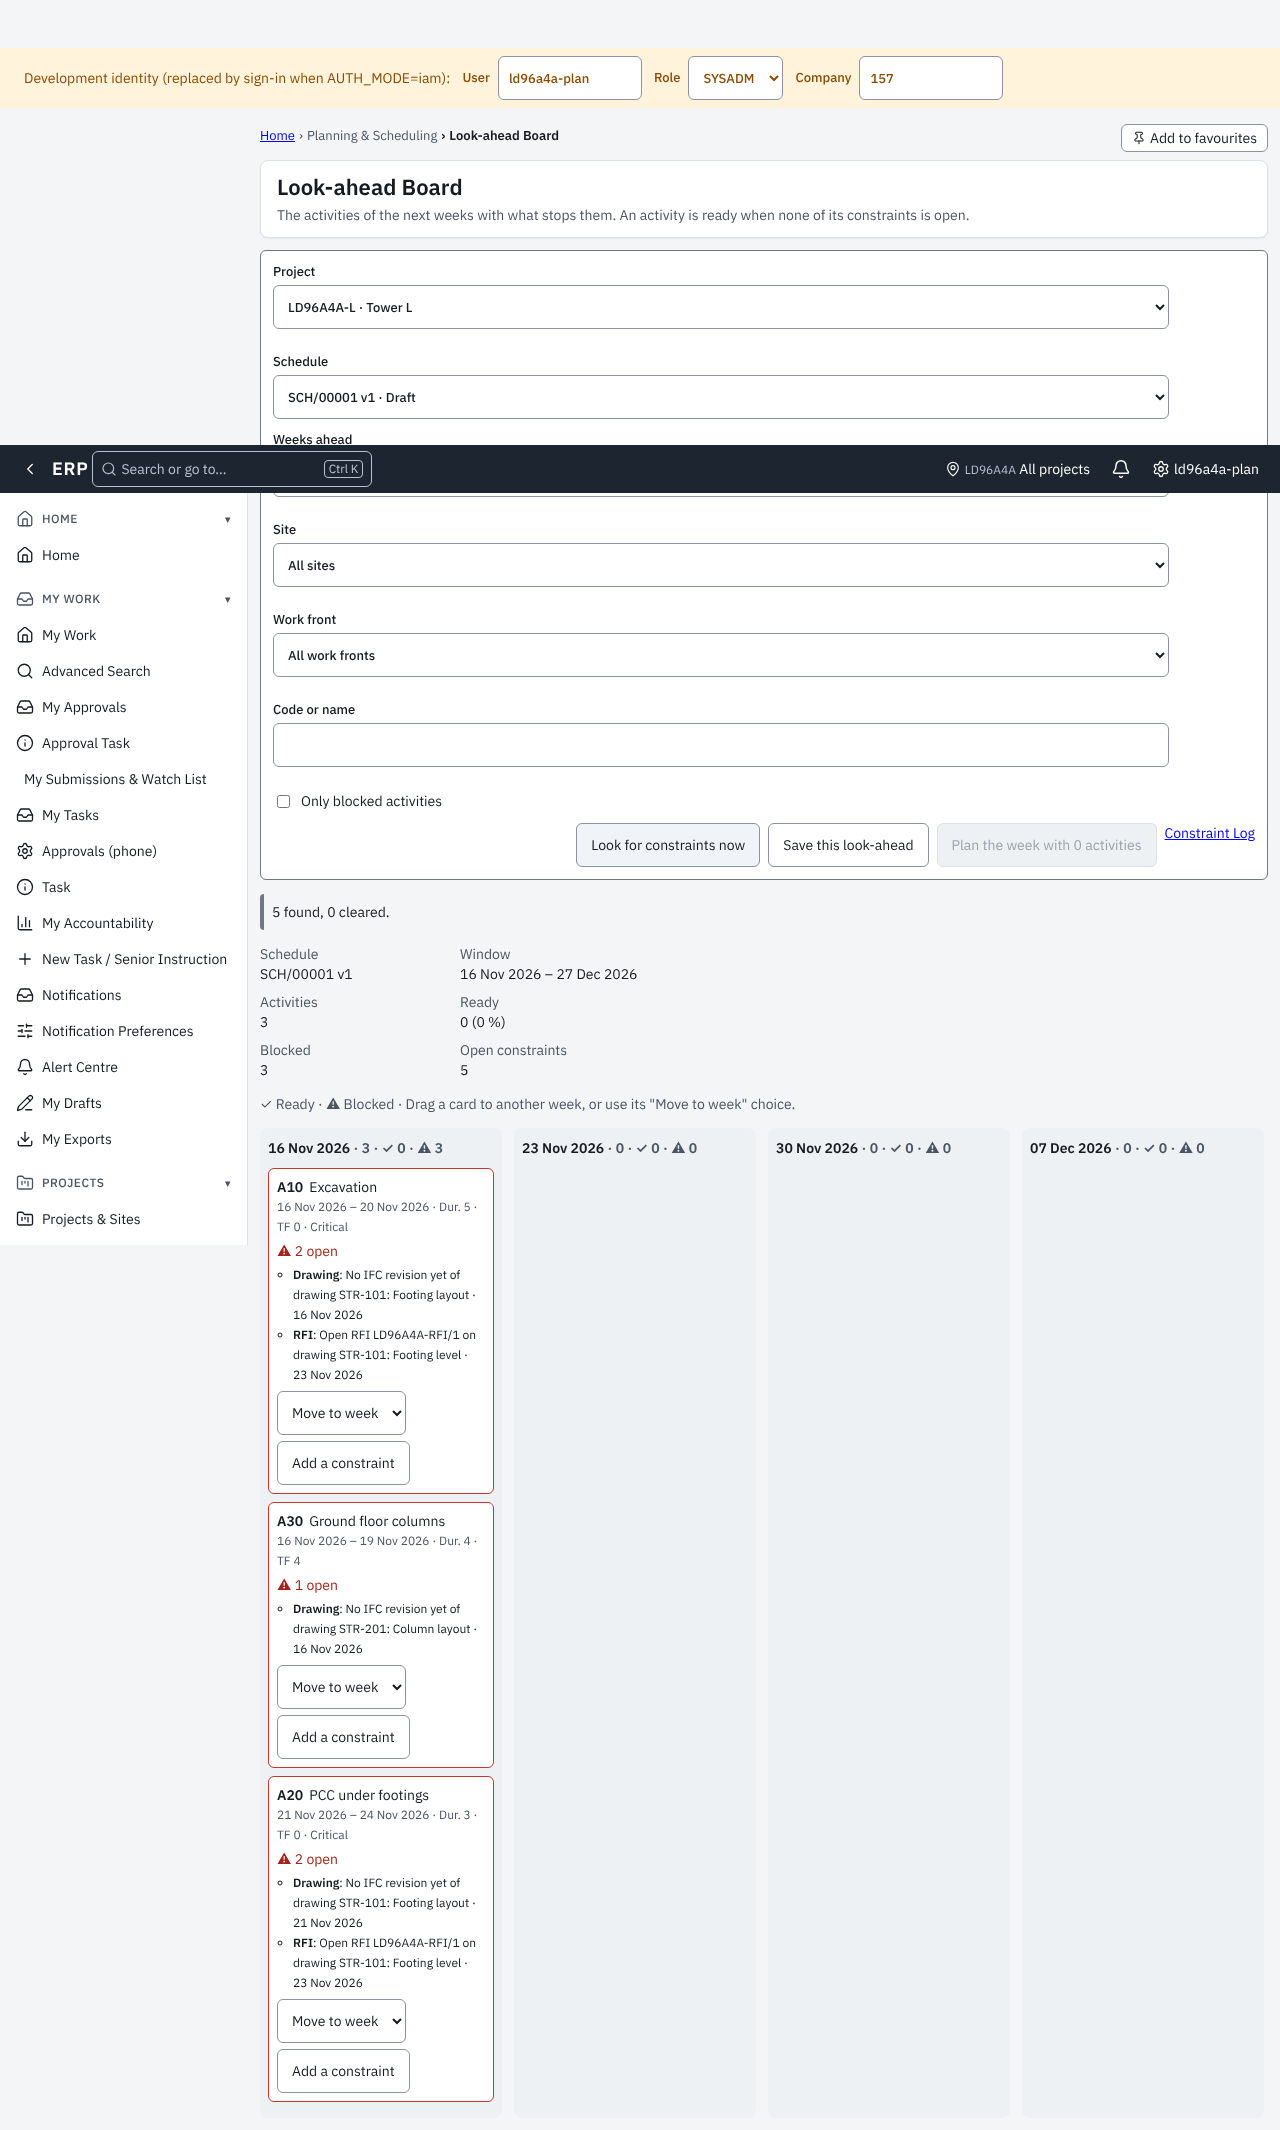 Development identity (replaced by sign-in when AUTH_MODE=iam): User ld96a4a-plan Role SYSADM Company 157
Home › Planning & Scheduling › Look-ahead Board
Add to favourites
Look-ahead Board
The activities of the next weeks with what stops them. An activity is ready when none of its constraints is open.
Project
LD96A4A-L · Tower L
Schedule
SCH/00001 v1 · Draft
Weeks ahead
ERP Search or go to... Ctrl K LD96A4A All projects ld96a4a-plan
HOME
Home
MY WORK
My Work
Advanced Search
My Approvals
Approval Task
My Submissions & Watch List
My Tasks
Approvals (phone)
Task
My Accountability
New Task / Senior Instruction
Notifications
Notification Preferences
Alert Centre
My Drafts
My Exports
PROJECTS
Projects & Sites
Site
All sites
Work front
All work fronts
Code or name
Only blocked activities
Look for constraints now
Save this look-ahead
Plan the week with 0 activities
Constraint Log
5 found, 0 cleared.
Schedule
SCH/00001 v1
Window
16 Nov 2026 – 27 Dec 2026
Activities
3
Ready
0 (0 %)
Blocked
3
Open constraints
5
✓ Ready · ⚠ Blocked · Drag a card to another week, or use its "Move to week" choice.
16 Nov 2026 · 3 · ✓ 0 · ⚠ 3
A10 Excavation
16 Nov 2026 – 20 Nov 2026 · Dur. 5 ·
TF 0 · Critical
⚠ 2 open
Drawing: No IFC revision yet of
drawing STR-101: Footing layout ·
16 Nov 2026
RFI: Open RFI LD96A4A-RFI/1 on
drawing STR-101: Footing level ·
23 Nov 2026
Move to week
Add a constraint
A30 Ground floor columns
16 Nov 2026 – 19 Nov 2026 · Dur. 4 ·
TF 4
⚠ 1 open
Drawing: No IFC revision yet of
drawing STR-201: Column layout ·
16 Nov 2026
Move to week
Add a constraint
A20 PCC under footings
21 Nov 2026 – 24 Nov 2026 · Dur. 3 ·
TF 0 · Critical
⚠ 2 open
Drawing: No IFC revision yet of
drawing STR-101: Footing layout ·
21 Nov 2026
RFI: Open RFI LD96A4A-RFI/1 on
drawing STR-101: Footing level ·
23 Nov 2026
Move to week
Add a constraint
23 Nov 2026 · 0 · ✓ 0 · ⚠ 0
30 Nov 2026 · 0 · ✓ 0 · ⚠ 0
07 Dec 2026 · 0 · ✓ 0 · ⚠ 0